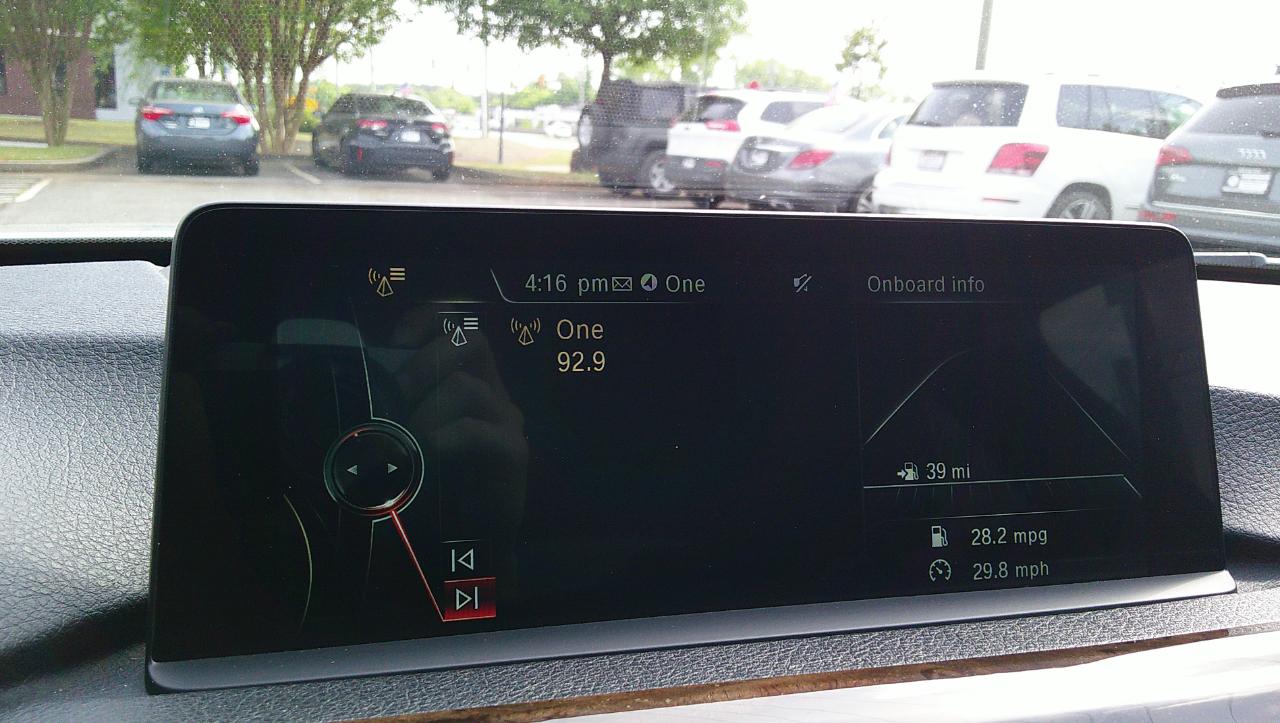 4:16 pm One Onboard info
One
92.9
39 mi
28.2 mpg
29.8 mph